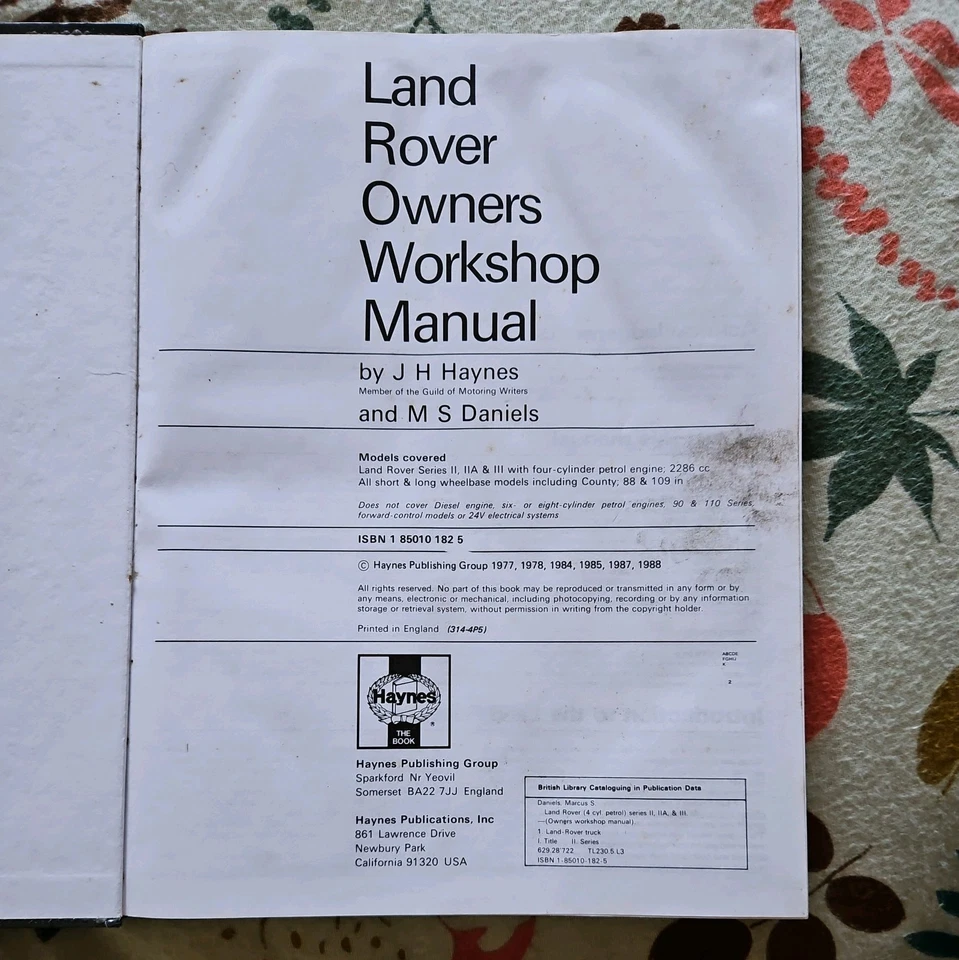 Land
Rover
Owners
Workshop
Manual
by J H Haynes
Member of the Guild of Motoring Writers
and M S Daniels
Models covered
Land Rover Series II, IIA & III with four-cylinder petrol engine; 2286 cc
All short & long wheelbase models including County; 88 & 109 in
Does not cover Diesel engine, six- or eight-cylinder petrol engines, 90 & 110 Series,
forward-control models or 24V electrical systems
ISBN 1 85010 182 5
© Haynes Publishing Group 1977, 1978, 1984, 1985, 1987, 1988
All rights reserved. No part of this book may be reproduced or transmitted in any form or by
any means, electronic or mechanical, including photocopying, recording or by any information
storage or retrieval system, without permission in writing from the copyright holder.
Printed in England (314-4P5)
ABCDE
FGHIJ
K
2
Haynes
®
THE
BOOK
Haynes Publishing Group
Sparkford Nr Yeovil
Somerset BA22 7JJ England
Haynes Publications, Inc
861 Lawrence Drive
Newbury Park
California 91320 USA
British Library Cataloguing in Publication Data
Daniels, Marcus S.
Land Rover (4 cyl. petrol) series II, IIA, & III.
—(Owners workshop manual).
1. Land-Rover truck
I. Title II. Series
629.28'722 TL230.5.L3
ISBN 1-85010-182-5